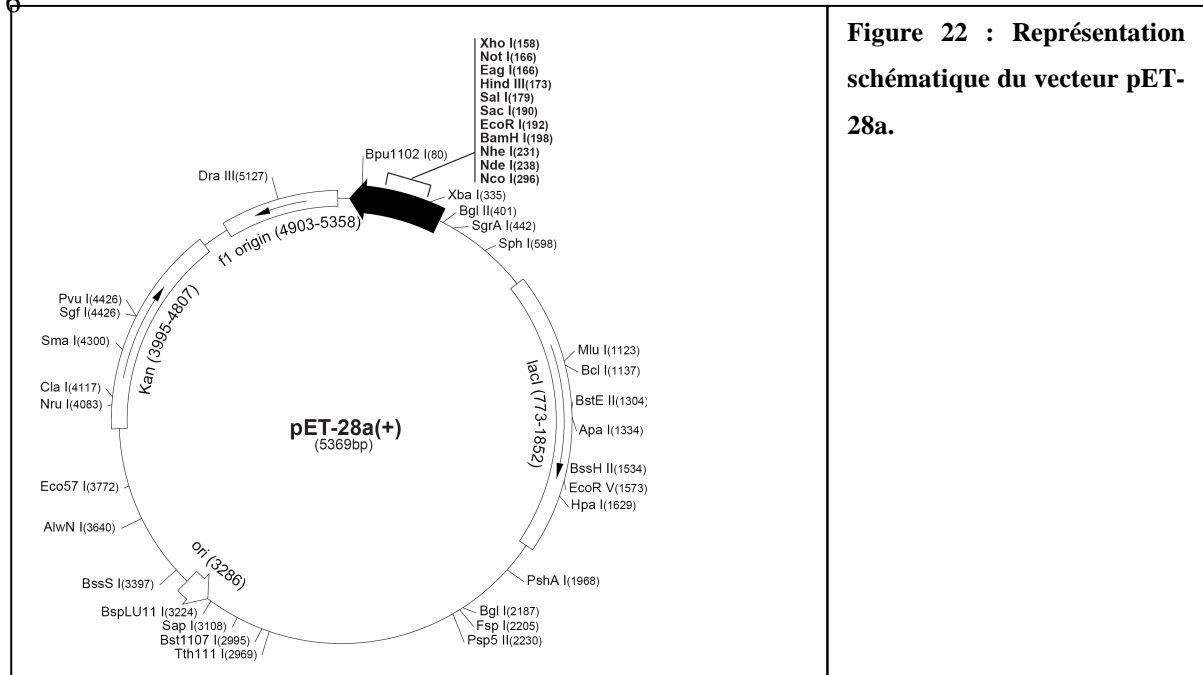 6
Figure 22 : Représentation
schématique du vecteur pET-
28a.
Xho I(158)
Not I(166)
Eag I(166)
Hind III(173)
Sal I(179)
Sac I(190)
EcoR I(192)
BamH I(198)
Nhe I(231)
Nde I(238)
Nco I(296)
Bpu1102 I(80)
Dra III(5127)
Xba I(335)
Bgl II(401)
SgrA I(442)
Sph I(598)
f1 origin (4903-5358)
Pvu I(4426)
Sgf I(4426)
Sma I(4300)
Kan (3995-4807)
Cla I(4117)
Nru I(4083)
Mlu I(1123)
Bcl I(1137)
lacI (773-1852)
BstE II(1304)
Apa I(1334)
pET-28a(+)
(5369bp)
BssH II(1534)
EcoR V(1573)
Hpa I(1629)
Eco57 I(3772)
AlwN I(3640)
ori (3286)
BssS I(3397)
PshA I(1968)
BspLU11 I(3224)
Sap I(3108)
Bst1107 I(2995)
Tth111 I(2969)
Bgl I(2187)
Fsp I(2205)
Psp5 II(2230)